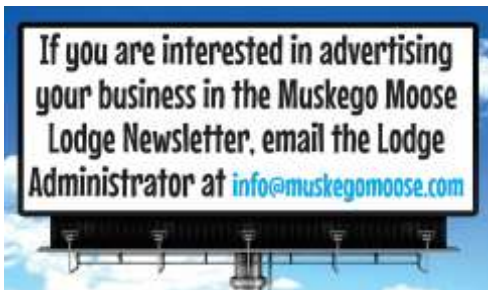 If you are interested in advertising
your business in the Muskego Moose
Lodge Newsletter, email the Lodge
Administrator at info@muskegomoose.com